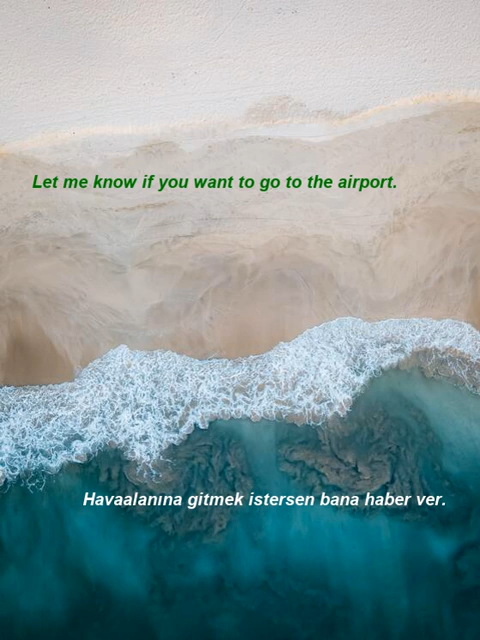 Let me know if you want to go to the airport.
Havaalanına gitmek istersen bana haber ver.